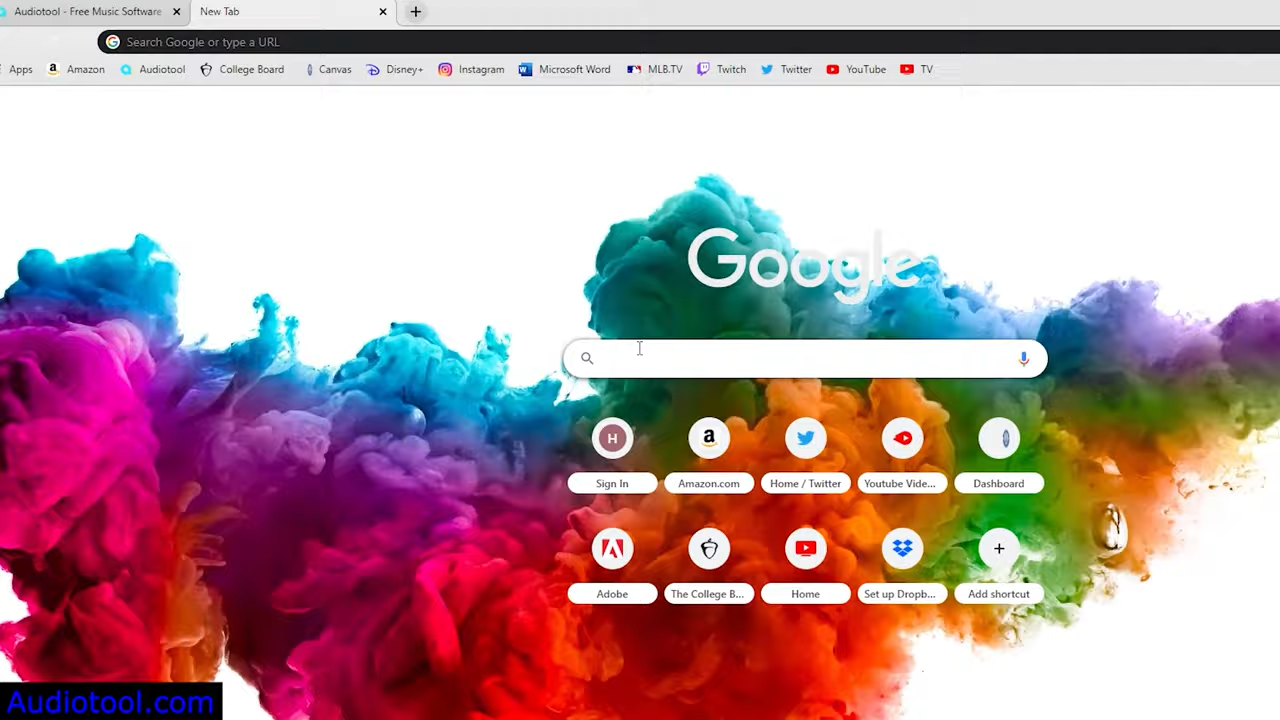 Audiotool - Free Music Software
New Tab
Search Google or type a URL
Apps Amazon Audiotool College Board Canvas Disney+ Instagram Microsoft Word MLB.TV Twitch Twitter YouTube TV
Google
H
Sign In Amazon.com Home / Twitter Youtube Vide... Dashboard
Adobe The College B... Home Set up Dropb... Add shortcut
Audiotool.com